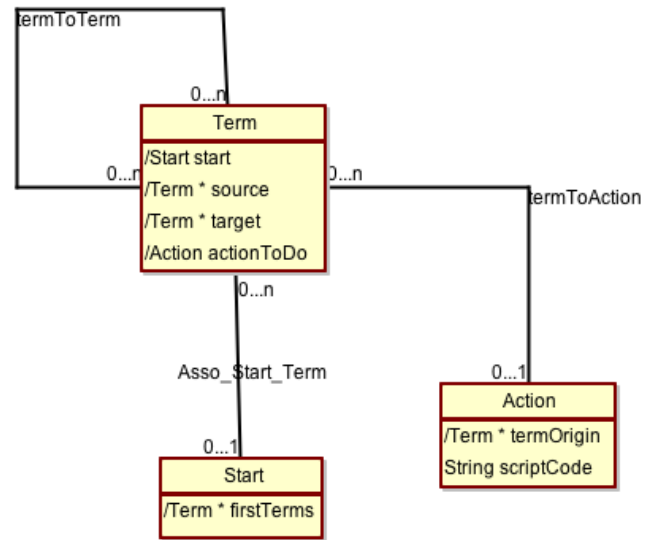 termToTerm
0...n
Term
/Start start
/Term * source
/Term * target
/Action actionToDo
0...n
0...n
termToAction
0...n
Asso_Start_Term
0...1
Start
/Term * firstTerms
0...1
Action
/Term * termOrigin
String scriptCode